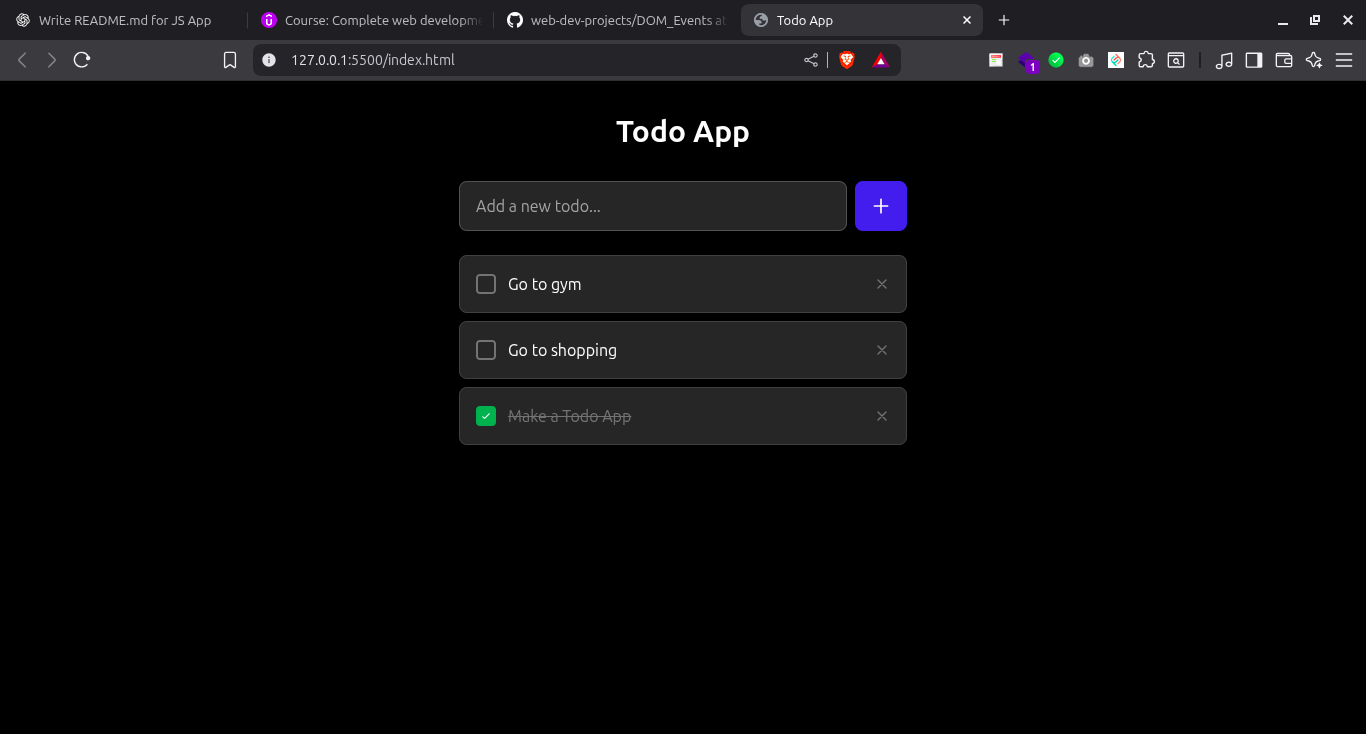 Write README.md for JS App
Course: Complete web developme
web-dev-projects/DOM_Events at
Todo App
127.0.0.1:5500/index.html
1
Todo App
Add a new todo...
Go to gym
Go to shopping
Make a Todo App